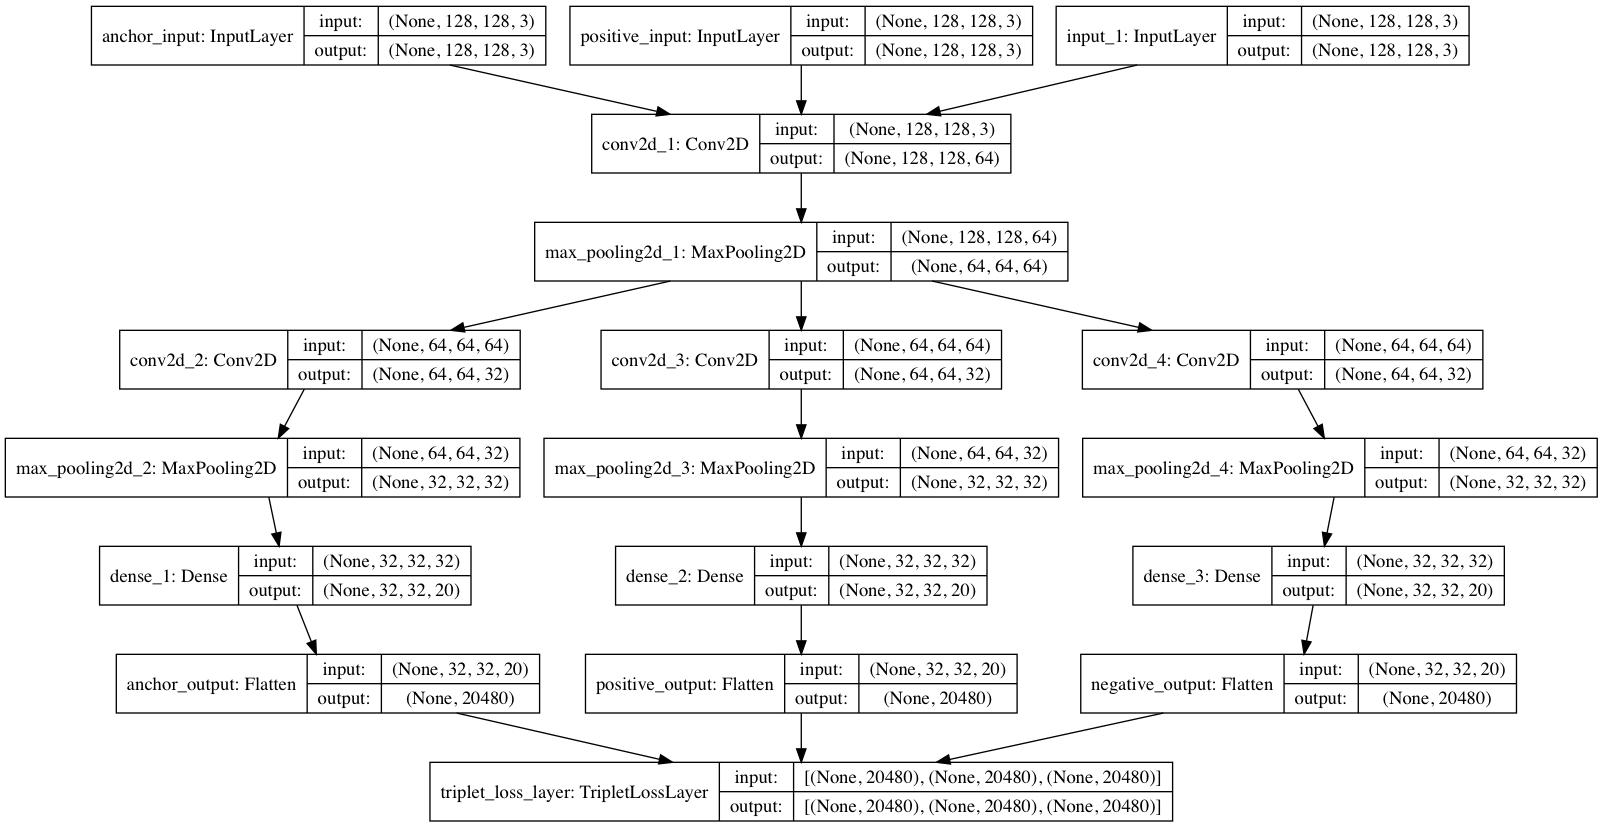 anchor_input: InputLayer
input:
(None, 128, 128, 3)
output:
(None, 128, 128, 3)
positive_input: InputLayer
input:
(None, 128, 128, 3)
output:
(None, 128, 128, 3)
input_1: InputLayer
input:
(None, 128, 128, 3)
output:
(None, 128, 128, 3)
conv2d_1: Conv2D
input:
(None, 128, 128, 3)
output:
(None, 128, 128, 64)
max_pooling2d_1: MaxPooling2D
input:
(None, 128, 128, 64)
output:
(None, 64, 64, 64)
conv2d_2: Conv2D
input:
(None, 64, 64, 64)
output:
(None, 64, 64, 32)
conv2d_3: Conv2D
input:
(None, 64, 64, 64)
output:
(None, 64, 64, 32)
conv2d_4: Conv2D
input:
(None, 64, 64, 64)
output:
(None, 64, 64, 32)
max_pooling2d_2: MaxPooling2D
input:
(None, 64, 64, 32)
output:
(None, 32, 32, 32)
max_pooling2d_3: MaxPooling2D
input:
(None, 64, 64, 32)
output:
(None, 32, 32, 32)
max_pooling2d_4: MaxPooling2D
input:
(None, 64, 64, 32)
output:
(None, 32, 32, 32)
dense_1: Dense
input:
(None, 32, 32, 32)
output:
(None, 32, 32, 20)
dense_2: Dense
input:
(None, 32, 32, 32)
output:
(None, 32, 32, 20)
dense_3: Dense
input:
(None, 32, 32, 32)
output:
(None, 32, 32, 20)
anchor_output: Flatten
input:
(None, 32, 32, 20)
output:
(None, 20480)
positive_output: Flatten
input:
(None, 32, 32, 20)
output:
(None, 20480)
negative_output: Flatten
input:
(None, 32, 32, 20)
output:
(None, 20480)
triplet_loss_layer: TripletLossLayer
input:
[(None, 20480), (None, 20480), (None, 20480)]
output:
[(None, 20480), (None, 20480), (None, 20480)]